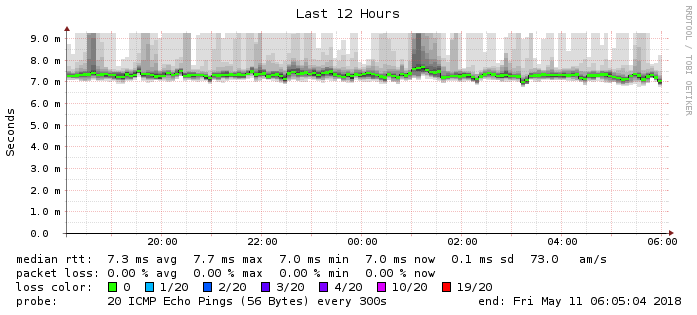 Last 12 Hours
RRDTOOL / TOBI OETIKER
Seconds
9.0 m
8.0 m
7.0 m
6.0 m
5.0 m
4.0 m
3.0 m
2.0 m
1.0 m
0.0
20:00 22:00 00:00 02:00 04:00 06:00
median rtt: 7.3 ms avg 7.7 ms max 7.0 ms min 7.0 ms now 0.1 ms sd 73.0 am/s
packet loss: 0.00 % avg 0.00 % max 0.00 % min 0.00 % now
loss color: 0 1/20 2/20 3/20 4/20 10/20 19/20
probe: 20 ICMP Echo Pings (56 Bytes) every 300s end: Fri May 11 06:05:04 2018